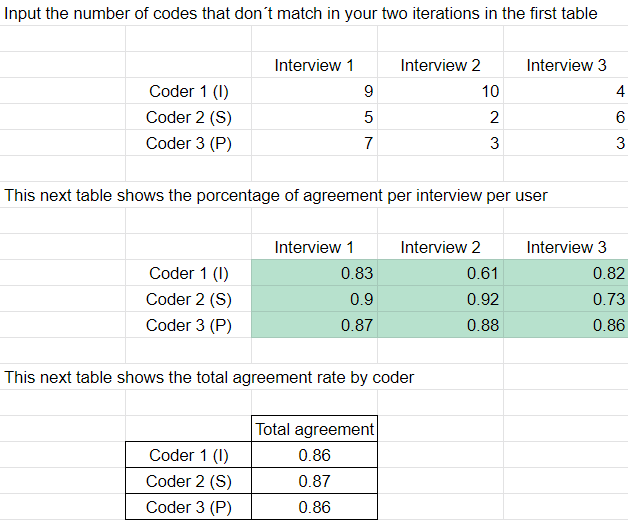 Input the number of codes that don´t match in your two iterations in the first table
Interview 1 Interview 2 Interview 3
Coder 1 (I) 9 10 4
Coder 2 (S) 5 2 6
Coder 3 (P) 7 3 3
This next table shows the porcentage of agreement per interview per user
Interview 1 Interview 2 Interview 3
Coder 1 (I) 0.83 0.61 0.82
Coder 2 (S) 0.9 0.92 0.73
Coder 3 (P) 0.87 0.88 0.86
This next table shows the total agreement rate by coder
Total agreement
Coder 1 (I) 0.86
Coder 2 (S) 0.87
Coder 3 (P) 0.86